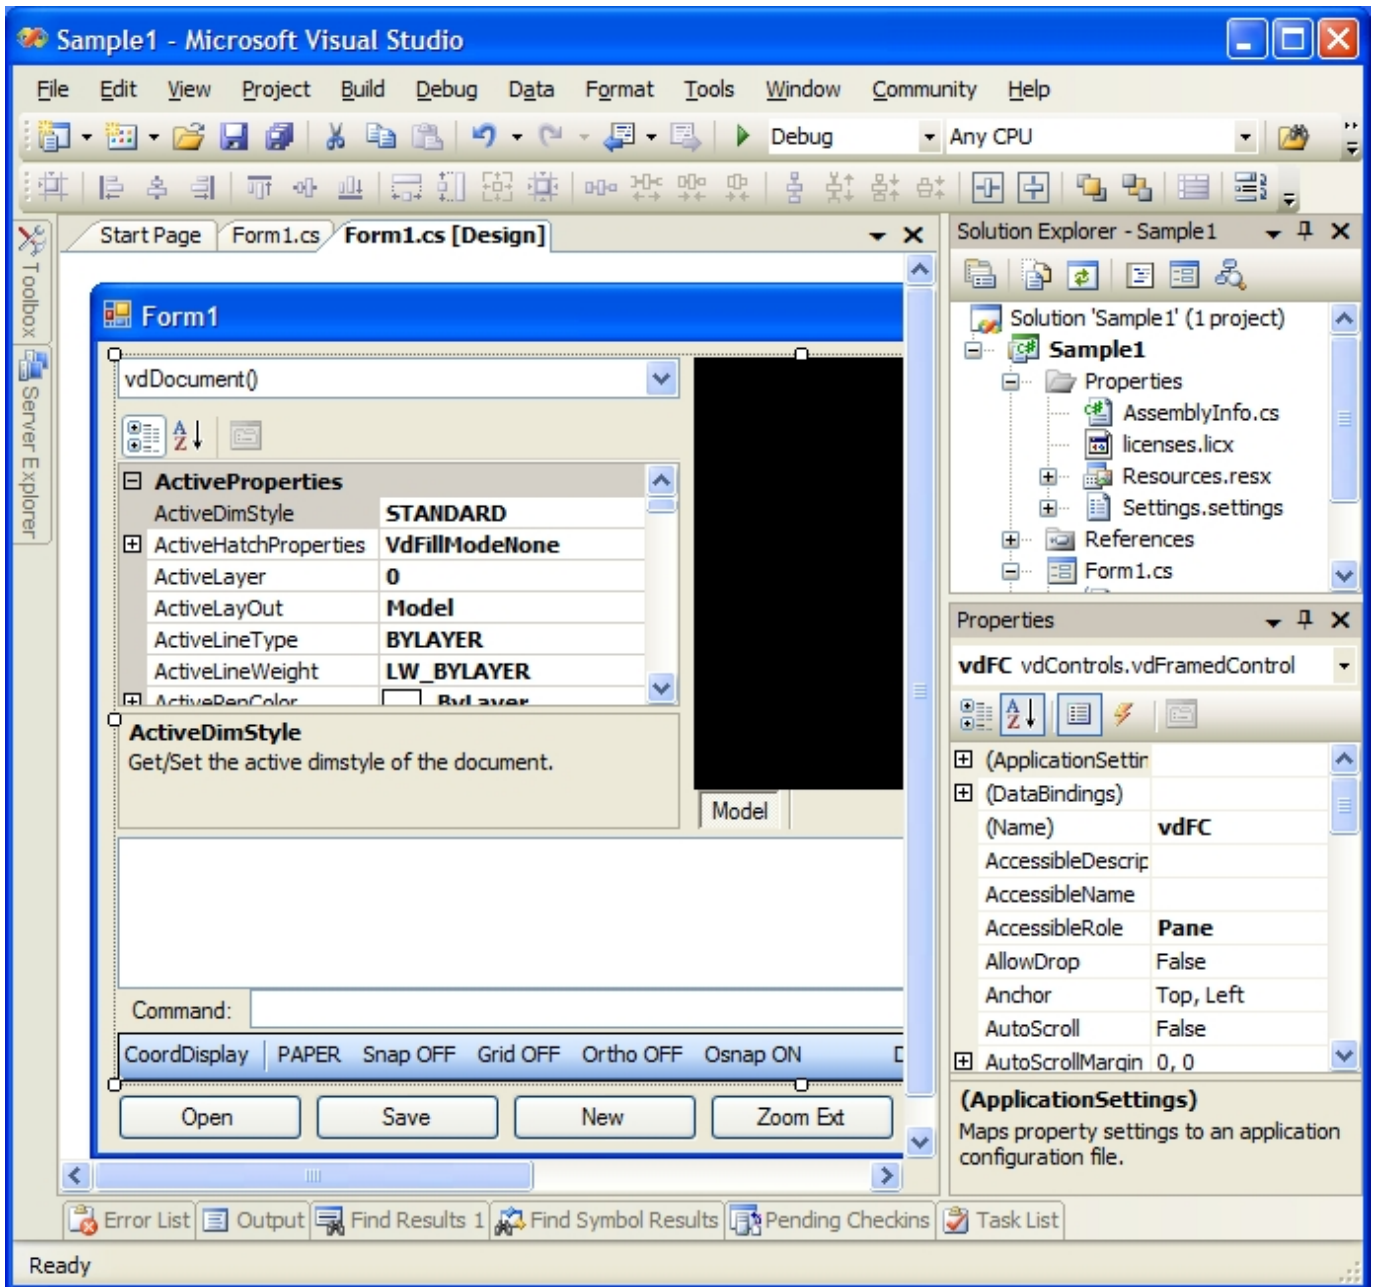 Sample1 - Microsoft Visual Studio
File Edit View Project Build Debug Data Format Tools Window Community Help
Debug Any CPU
Toolbox
Server Explorer
Start Page Form1.cs Form1.cs [Design]
Form1
vdDocument()
ActiveProperties
ActiveDimStyle STANDARD
ActiveHatchProperties VdFillModeNone
ActiveLayer 0
ActiveLayOut Model
ActiveLineType BYLAYER
ActiveLineWeight LW_BYLAYER
ActivePenColor ByLayer
ActiveDimStyle
Get/Set the active dimstyle of the document.
Model
Command:
CoordDisplay PAPER Snap OFF Grid OFF Ortho OFF Osnap ON D
Open Save New Zoom Ext
Solution Explorer - Sample1
Solution 'Sample1' (1 project)
Sample1
Properties
AssemblyInfo.cs
licenses.licx
Resources.resx
Settings.settings
References
Form1.cs
Properties
vdFC vdControls.vdFramedControl
(ApplicationSettin
(DataBindings)
(Name) vdFC
AccessibleDescrip
AccessibleName
AccessibleRole Pane
AllowDrop False
Anchor Top, Left
AutoScroll False
AutoScrollMargin 0, 0
(ApplicationSettings)
Maps property settings to an application
configuration file.
Error List Output Find Results 1 Find Symbol Results Pending Checkins Task List
Ready